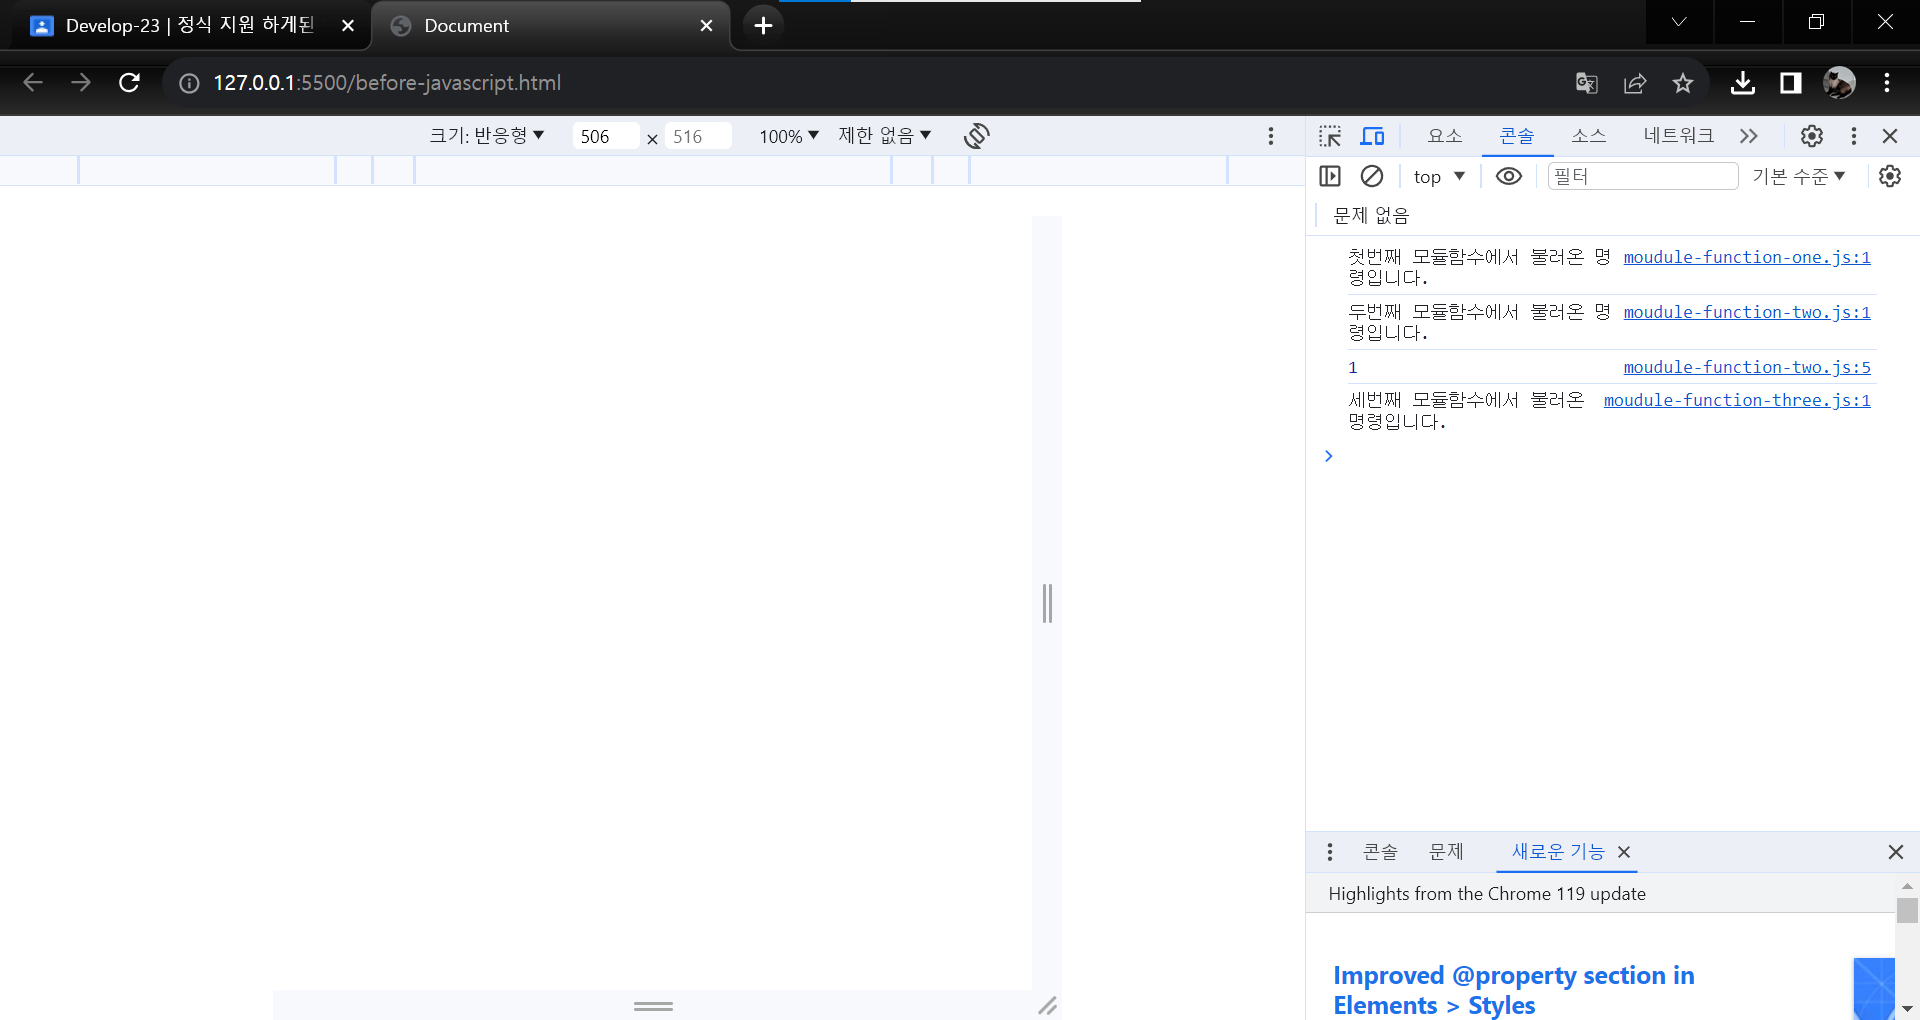 Develop-23 | 정식 지원 하게된
Document
127.0.0.1:5500/before-javascript.html
크기: 반응형 506 × 516 100% 제한 없음
요소 콘솔 소스 네트워크
top 필터 기본 수준
문제 없음
첫번째 모듈함수에서 불러온 명 moudule-function-one.js:1
령입니다.
두번째 모듈함수에서 불러온 명 moudule-function-two.js:1
령입니다.
1 moudule-function-two.js:5
세번째 모듈함수에서 불러온 moudule-function-three.js:1
명령입니다.
콘솔 문제 새로운 기능
Highlights from the Chrome 119 update
Improved @property section in
Elements > Styles